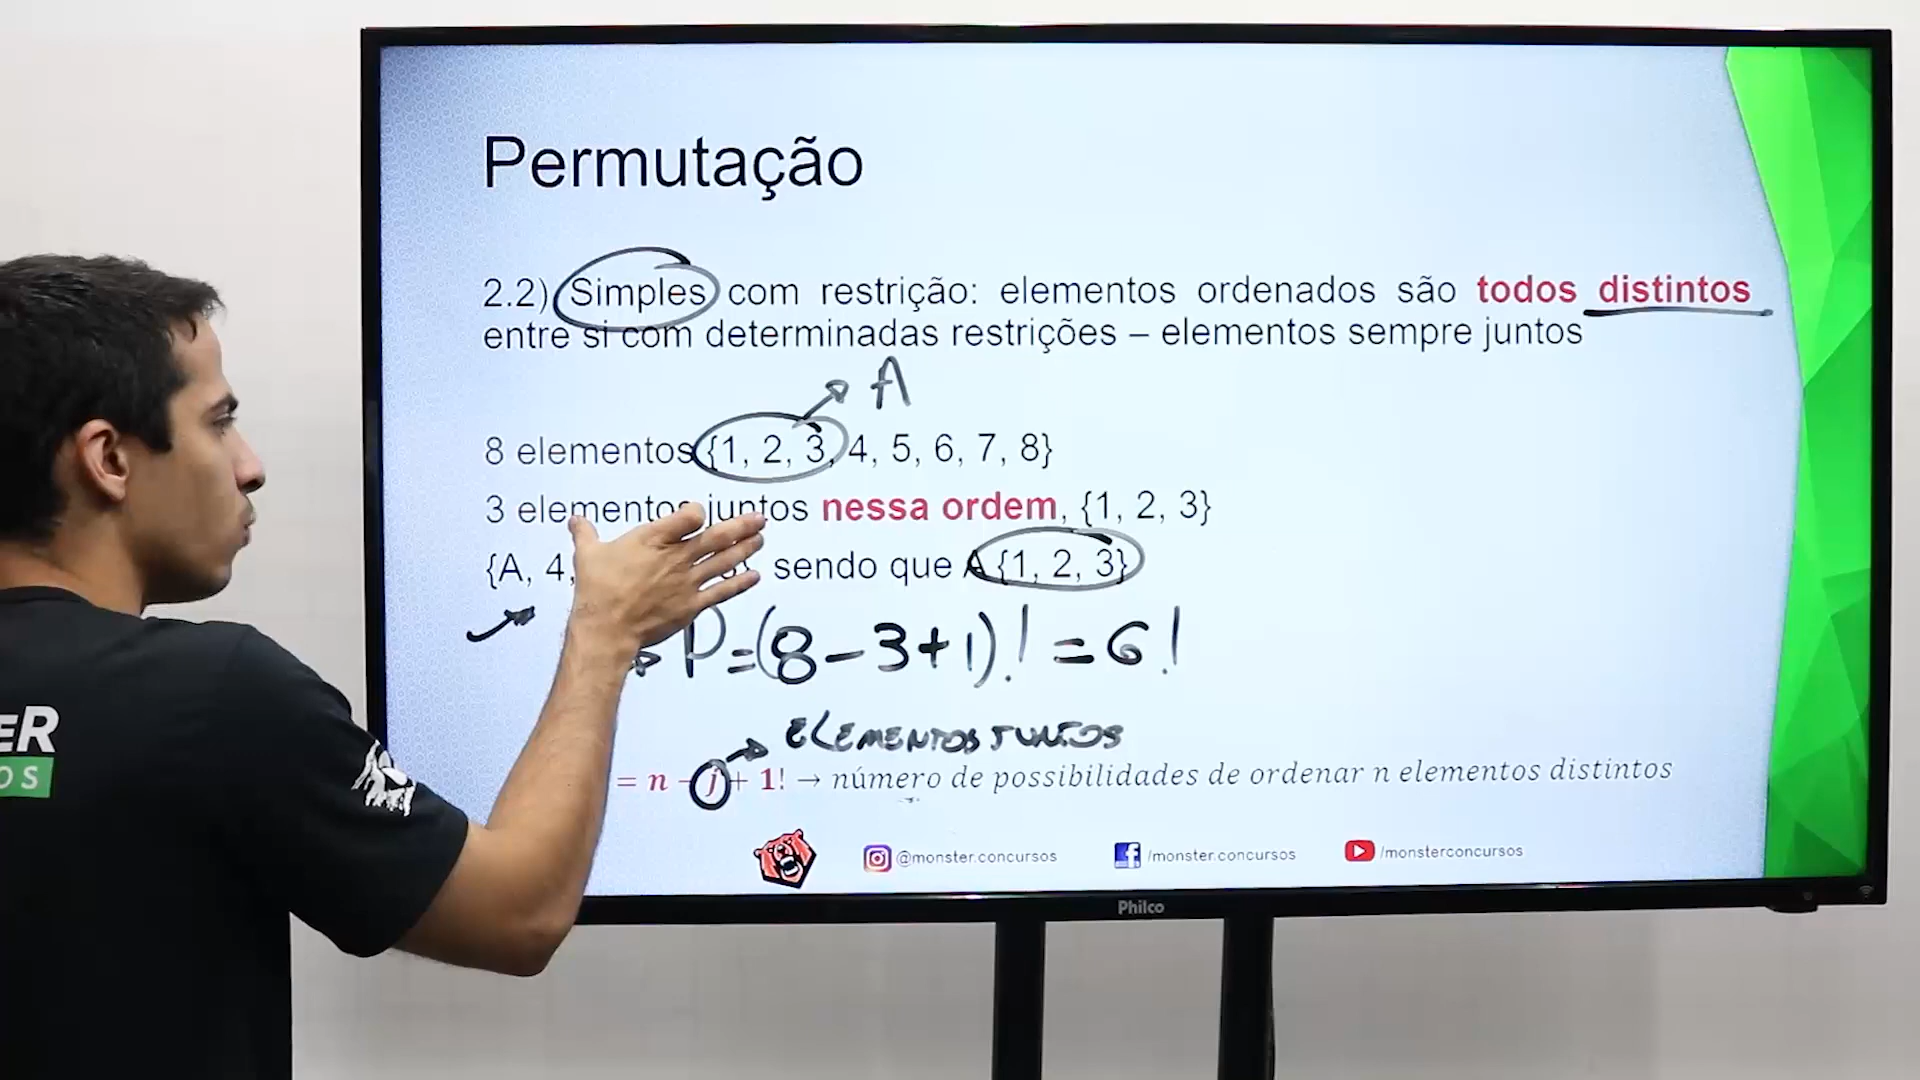 Permutação
2.2) Simples com restrição: elementos ordenados são todos distintos
entre si com determinadas restrições – elementos sempre juntos
A
8 elementos {1, 2, 3, 4, 5, 6, 7, 8}
3 elementos juntos nessa ordem, {1, 2, 3}
{A, 4, sendo que A {1, 2, 3}
P=(8-3+1)! = 6!
ELEMENTOS JUNTOS
= n - j + 1! → número de possibilidades de ordenar n elementos distintos
@monster.concursos /monster.concursos /monsterconcursos
Philco
ER
OS